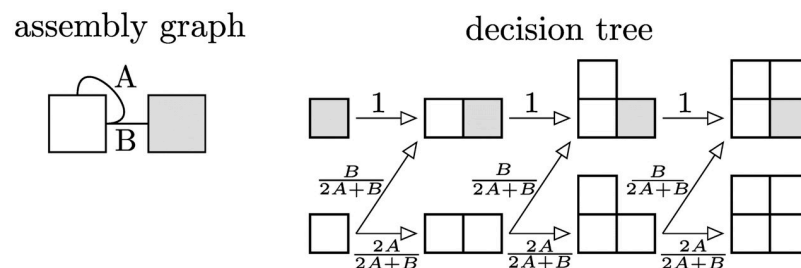 assembly graph
decision tree
A
B
1 1 1
B/2A+B B/2A+B B/2A+B
2A/2A+B 2A/2A+B 2A/2A+B